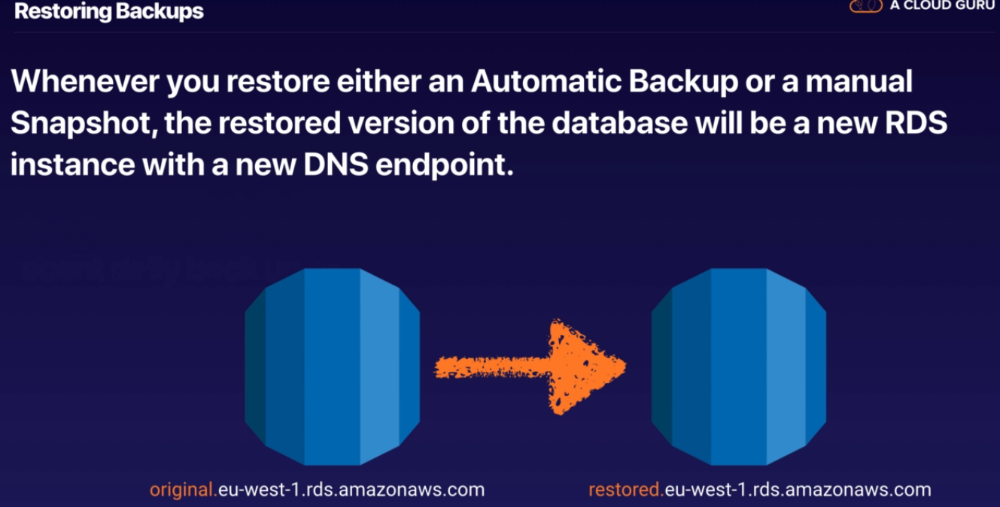 Restoring Backups
A CLOUD GURU
Whenever you restore either an Automatic Backup or a manual
Snapshot, the restored version of the database will be a new RDS
instance with a new DNS endpoint.
original.eu-west-1.rds.amazonaws.com
restored.eu-west-1.rds.amazonaws.com